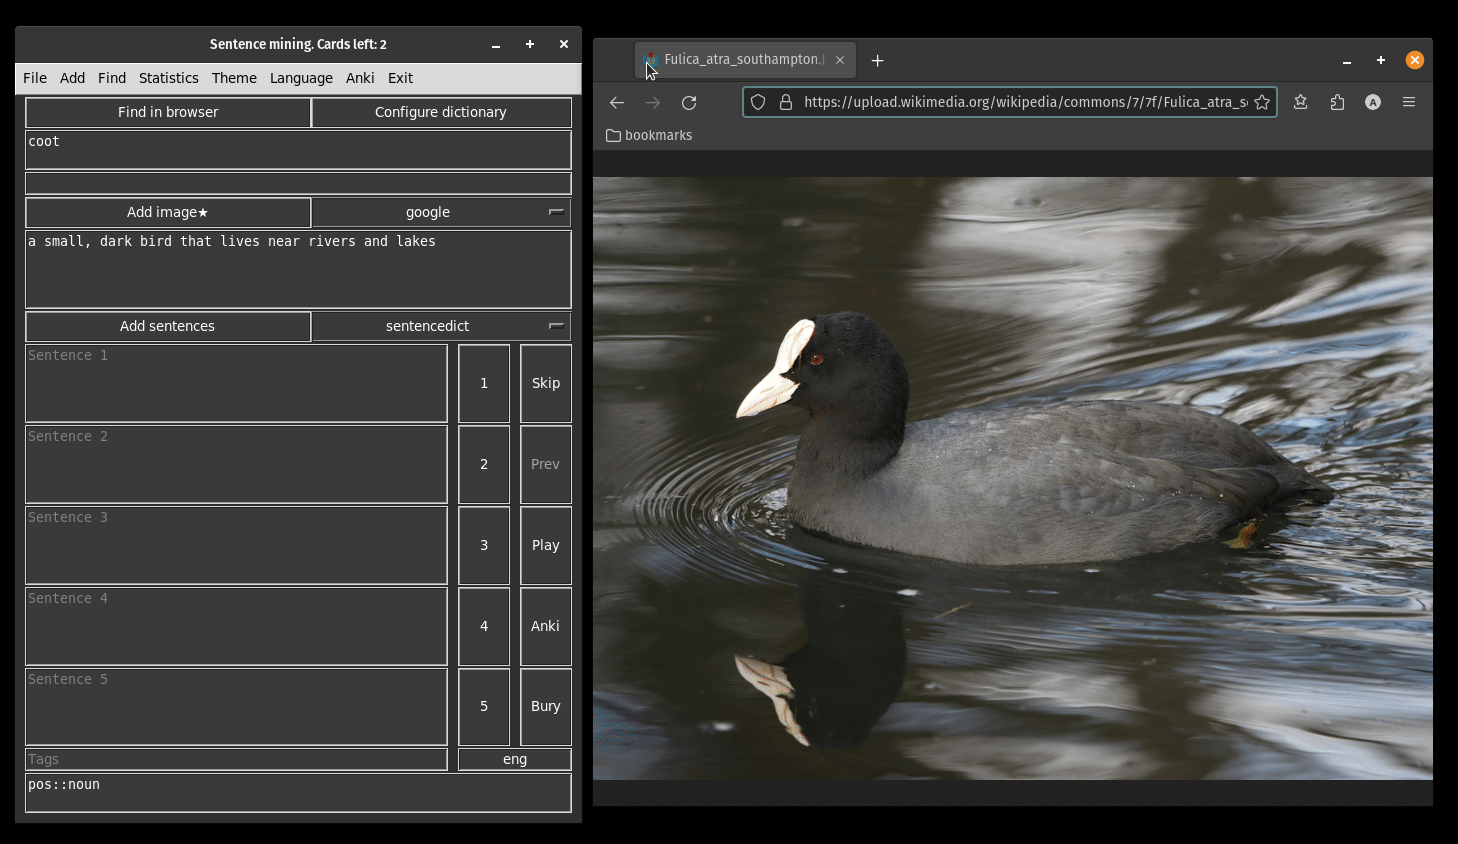 Sentence mining. Cards left: 2
File Add Find Statistics Theme Language Anki Exit
Find in browser Configure dictionary
coot
Add image★ google
a small, dark bird that lives near rivers and lakes
Add sentences sentencedict
Sentence 1 1 Skip
Sentence 2 2 Prev
Sentence 3 3 Play
Sentence 4 4 Anki
Sentence 5 5 Bury
Tags eng
pos::noun
Fulica_atra_southampton.
https://upload.wikimedia.org/wikipedia/commons/7/7f/Fulica_atra_s
A
bookmarks